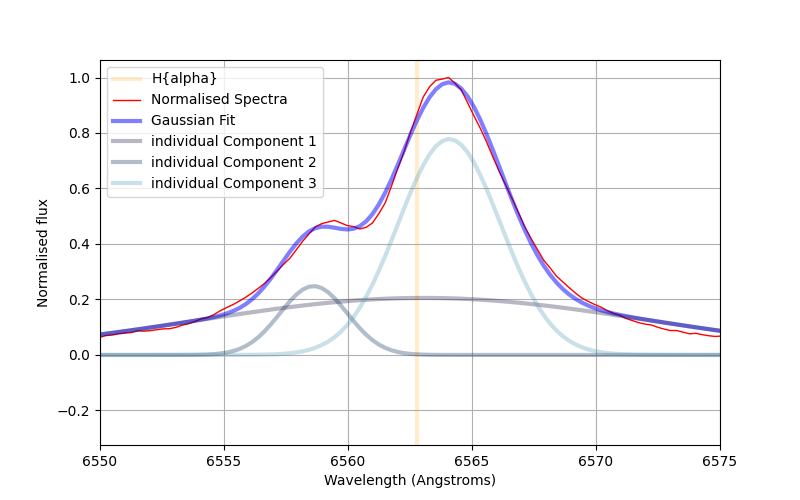 H{alpha}
Normalised Spectra
Gaussian Fit
individual Component 1
individual Component 2
individual Component 3
1.0
0.8
0.6
0.4
0.2
0.0
−0.2
Normalised flux
6550 6555 6560 6565 6570 6575
Wavelength (Angstroms)